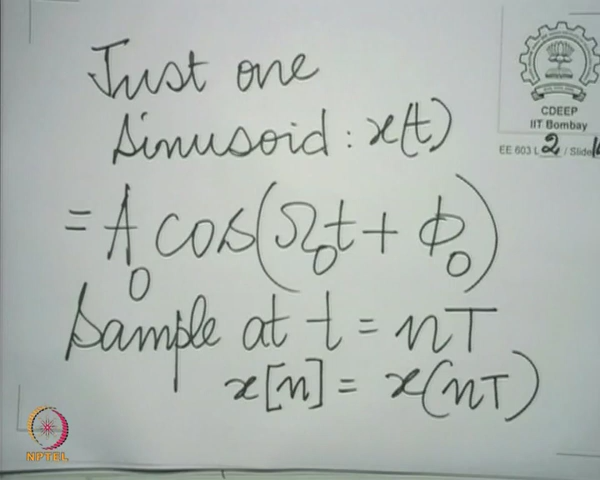 Just one
CDEEP
IIT Bombay
sinusoid : x(t)
EE 603 L 2 / Slide
= A₀ cos(Ω₀t + Φ₀)
Sample at t = nT
x[n] = x(nT)
NPTEL